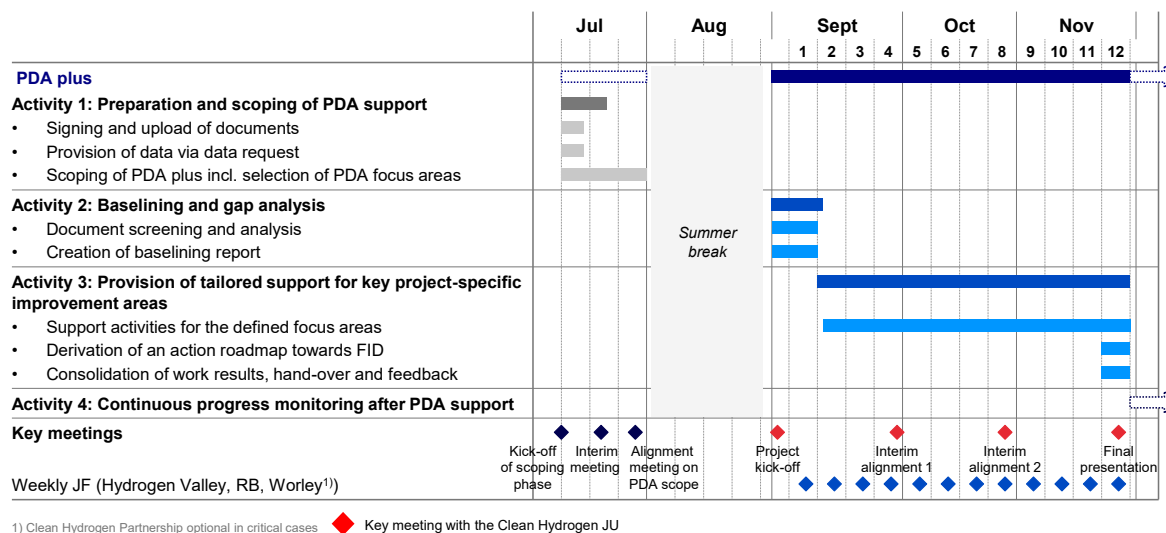 Jul Aug Sept Oct Nov
1 2 3 4 5 6 7 8 9 10 11 12
PDA plus
Activity 1: Preparation and scoping of PDA support
• Signing and upload of documents
• Provision of data via data request
• Scoping of PDA plus incl. selection of PDA focus areas
Activity 2: Baselining and gap analysis
• Document screening and analysis
• Creation of baselining report
Summer
break
Activity 3: Provision of tailored support for key project-specific
improvement areas
• Support activities for the defined focus areas
• Derivation of an action roadmap towards FID
• Consolidation of work results, hand-over and feedback
Activity 4: Continuous progress monitoring after PDA support
Key meetings
Kick-off
of scoping
phase
Interim
meeting
Alignment
meeting on
PDA scope
Project
kick-off
Interim
alignment 1
Interim
alignment 2
Final
presentation
Weekly JF (Hydrogen Valley, RB, Worley1))
1) Clean Hydrogen Partnership optional in critical cases
Key meeting with the Clean Hydrogen JU